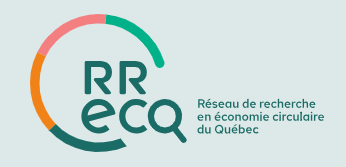 RR
ecq
Réseau de recherche
en économie circulaire
du Québec